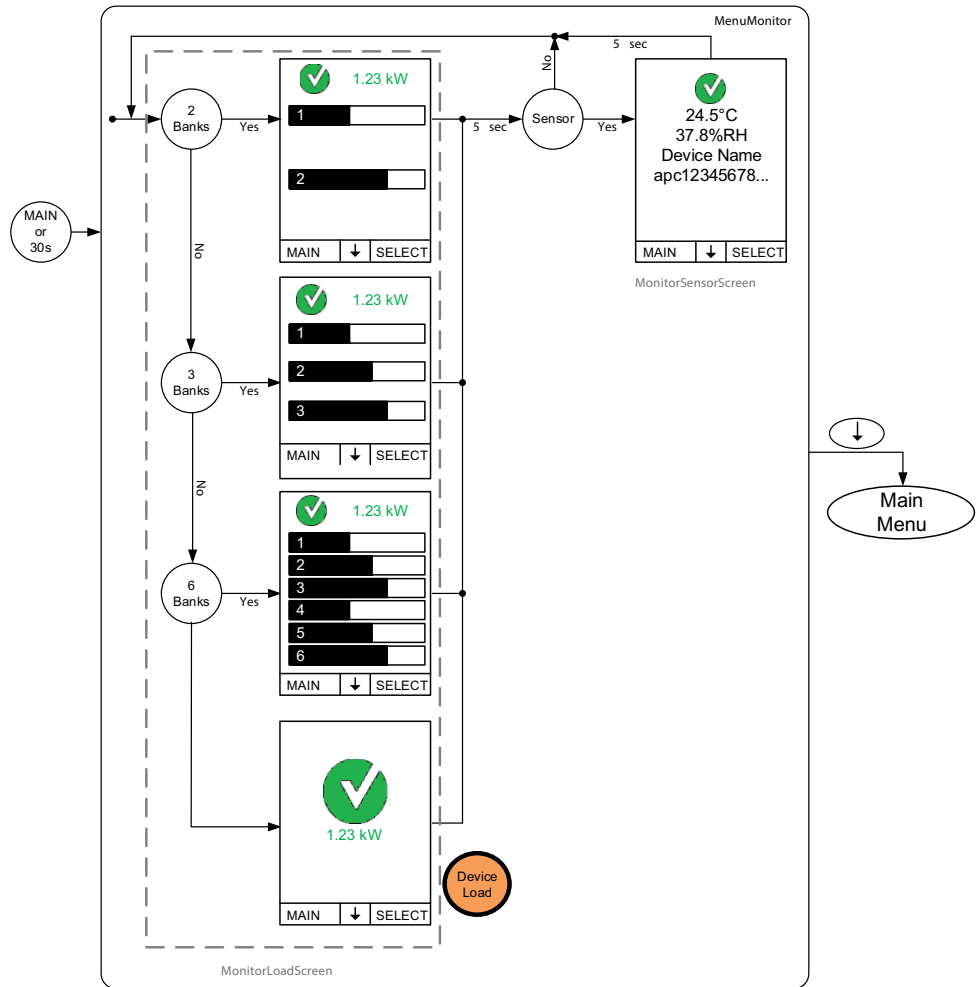 MenuMonitor
5 sec
No
1.23 kW
1
2
MAIN ↓ SELECT
2
Banks
Yes
5 sec
Sensor
Yes
24.5°C
37.8%RH
Device Name
apc12345678...
MAIN ↓ SELECT
MonitorSensorScreen
MAIN
or
30s
No
1.23 kW
1
2
3
MAIN ↓ SELECT
3
Banks
Yes
No
↓
Main
Menu
1.23 kW
1
2
3
4
5
6
MAIN ↓ SELECT
6
Banks
Yes
1.23 kW
MAIN ↓ SELECT
Device
Load
MonitorLoadScreen